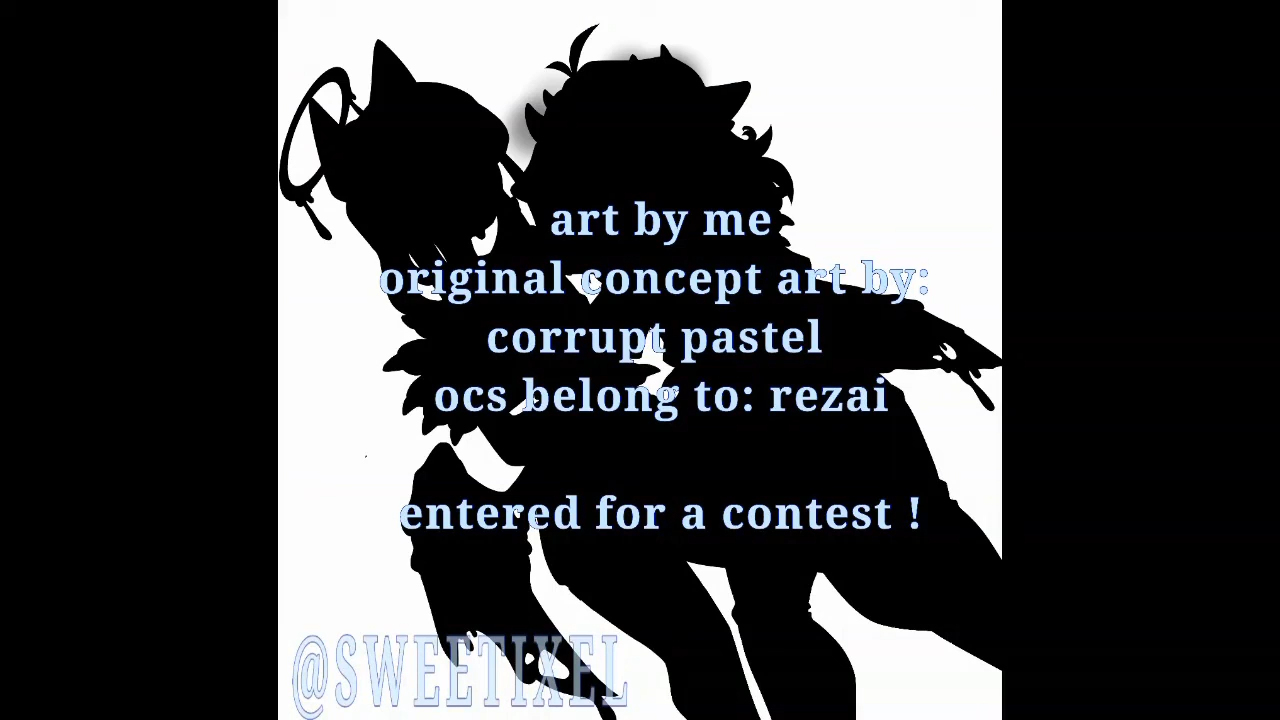 art by me
original concept art by:
corrupt pastel
ocs belong to: rezai
entered for a contest !
@SWEETIXEL